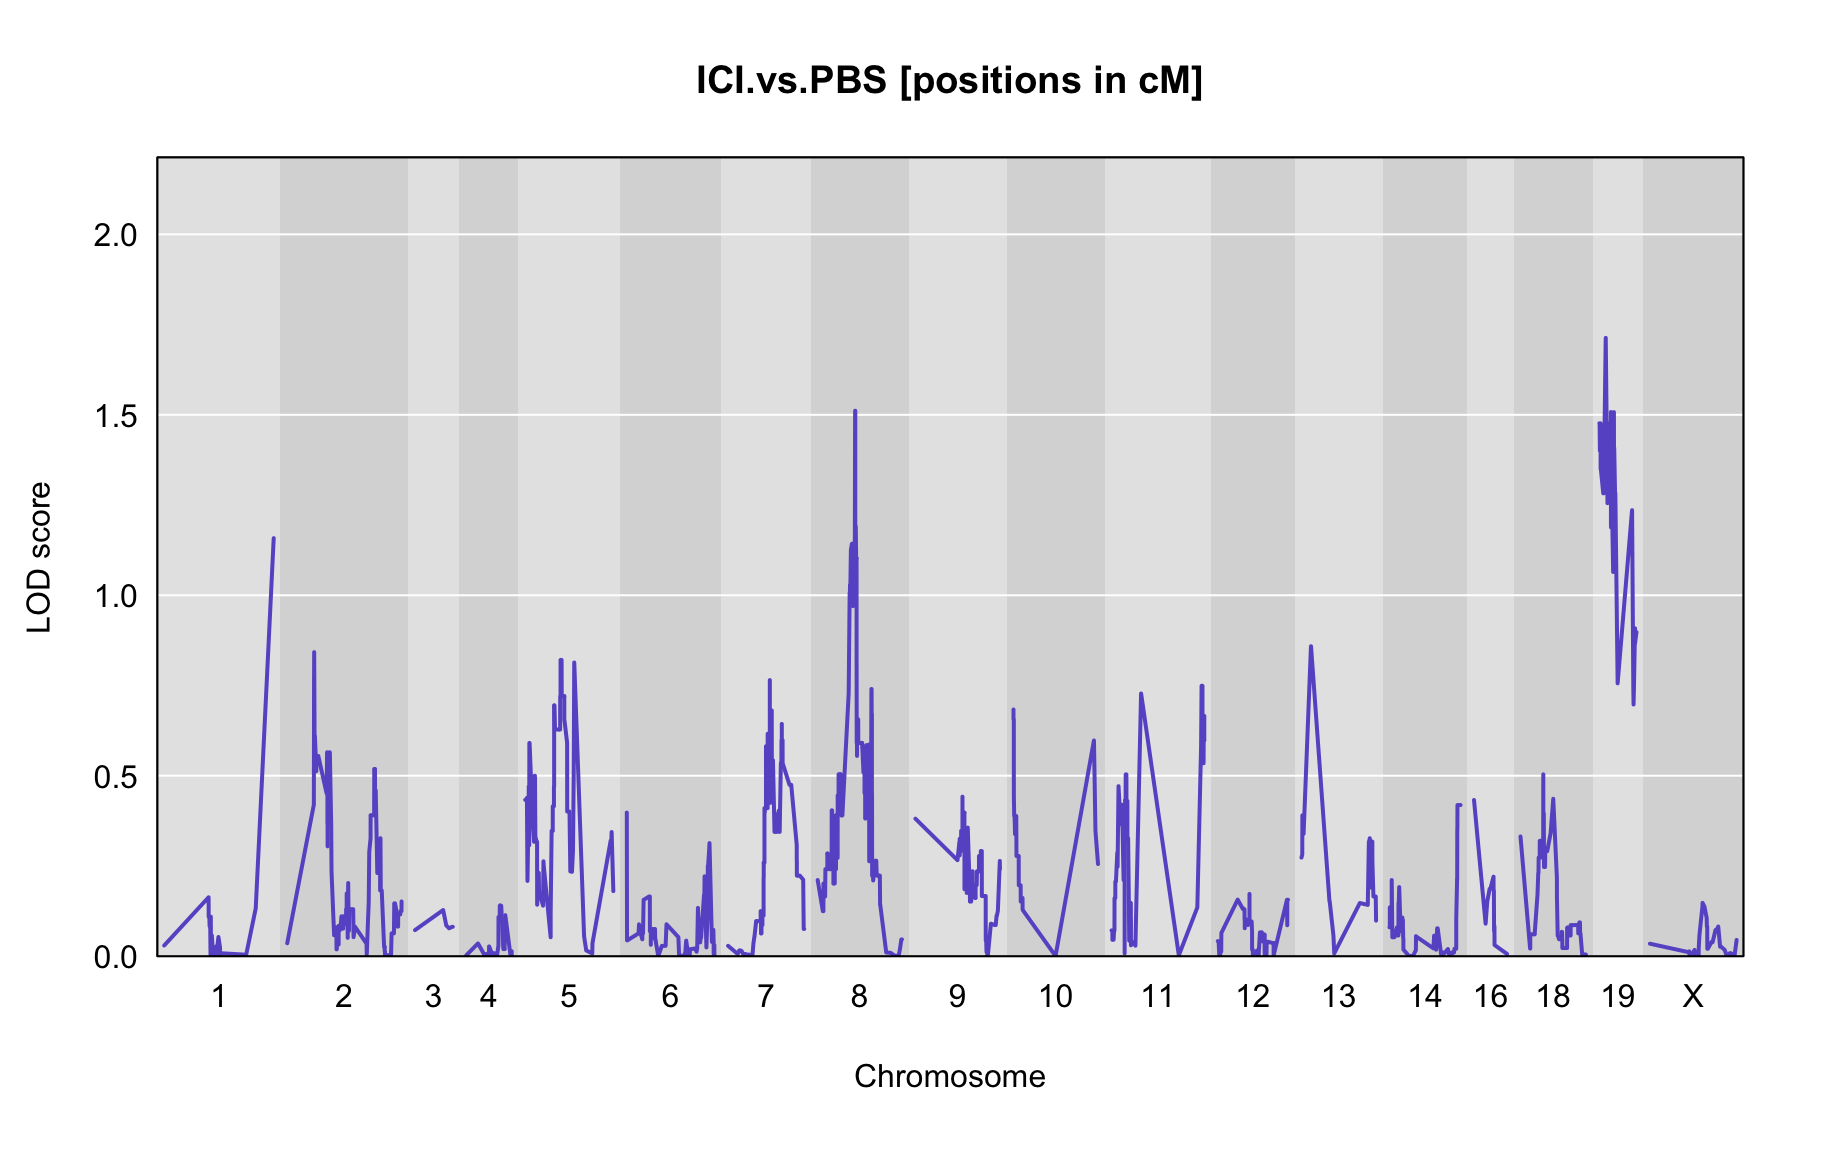 ICI.vs.PBS [positions in cM]
2.0
1.5
1.0
0.5
0.0
LOD score
1 2 3 4 5 6 7 8 9 10 11 12 13 14 16 18 19 X
Chromosome